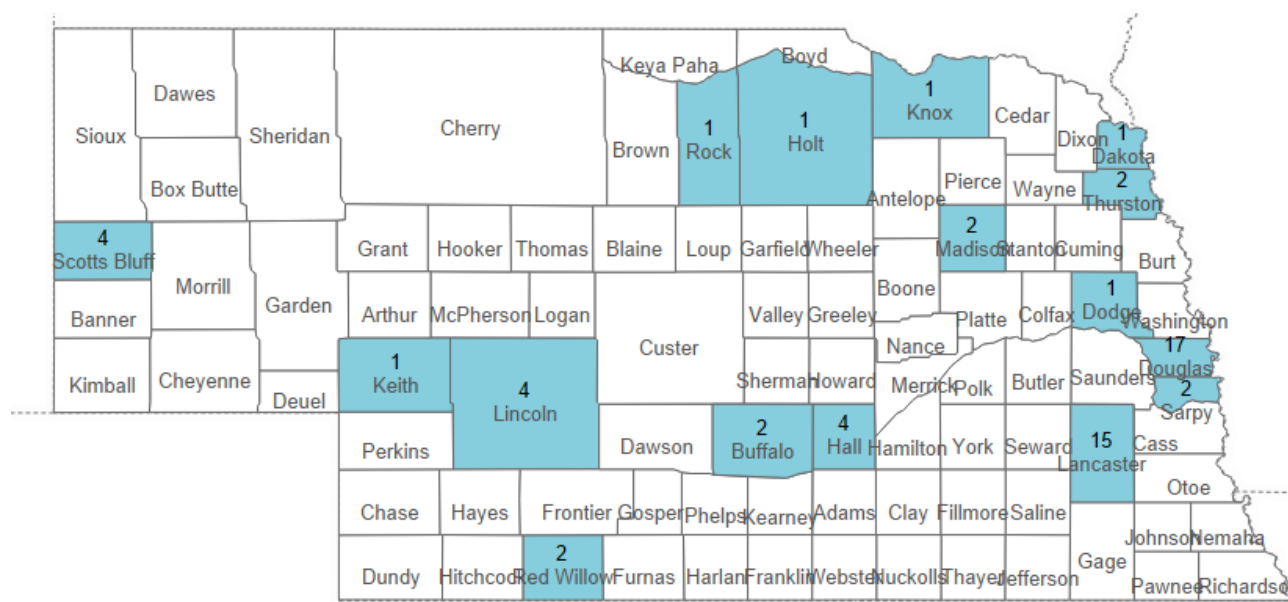 Boyd
Keya Paha
1
Knox
Dawes
Cedar
Sioux
Sheridan
Cherry
1
Rock
1
Holt
Dixon
1
Dakota
Brown
Box Butte
Antelope
Pierce
Wayne
2
Thurston
4
Scotts Bluff
Grant
Hooker
Thomas
Blaine
Loup
Garfield
Wheeler
2
Madison
Stanton
Cuming
Burt
Morrill
Garden
Boone
Banner
Arthur
McPherson
Logan
Valley
Greeley
Platte
Colfax
1
Dodge
Washington
Custer
Nance
17
Douglas
Kimball
Cheyenne
Deuel
1
Keith
4
Lincoln
Sherman
Howard
Merrick
Polk
Butler
Saunders
2
Sarpy
Perkins
Dawson
2
Buffalo
4
Hall
Hamilton
York
Seward
15
Lancaster
Cass
Otoe
Chase
Hayes
Frontier
Gosper
Phelps
Kearney
Adams
Clay
Fillmore
Saline
Johnson
Nemaha
Gage
Dundy
Hitchcock
2
Red Willow
Furnas
Harlan
Franklin
Webster
Nuckolls
Thayer
Jefferson
Pawnee
Richardso